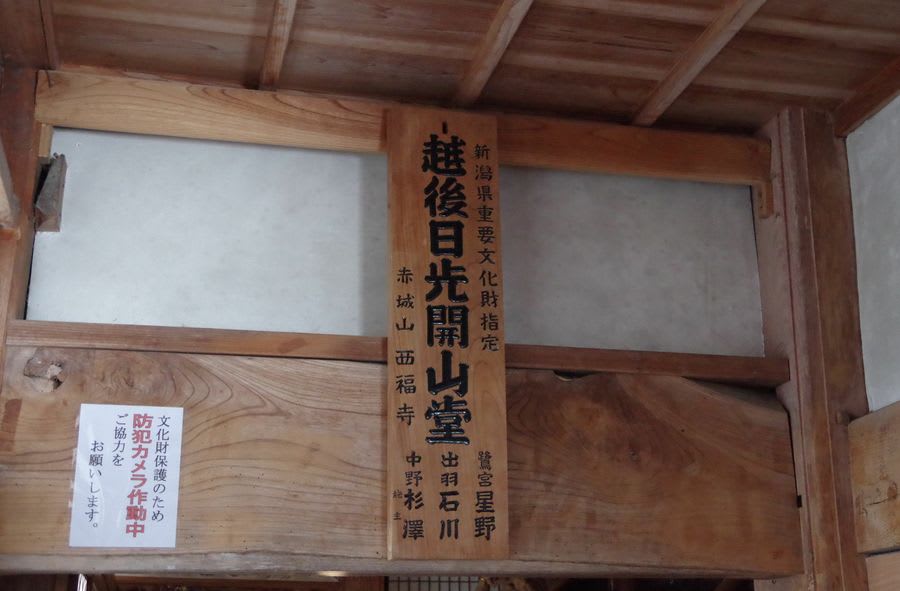 新潟県重要文化財指定
越後日光開山堂
赤城山西福寺
鷺宮 星野
出羽 石川
中野 杉澤
施主
文化財保護のため
防犯カメラ作動中
ご協力を
お願いします。